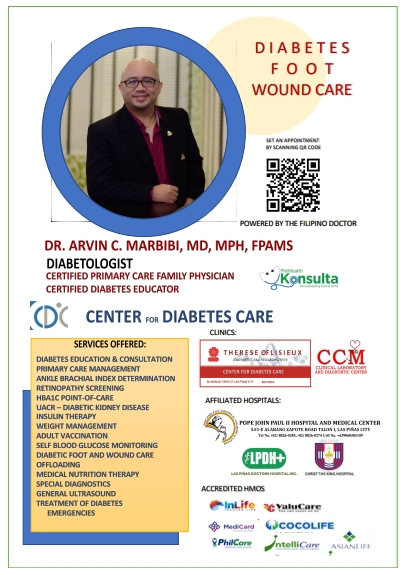 DIABETES
FOOT
WOUND CARE
SET AN APPOINTMENT
BY SCANNING QR CODE
POWERED BY THE FILIPINO DOCTOR
DR. ARVIN C. MARBIBI, MD, MPH, FPAMS
DIABETOLOGIST
CERTIFIED PRIMARY CARE FAMILY PHYSICIAN
CERTIFIED DIABETES EDUCATOR
PhilHealth
Konsulta
CDC CENTER FOR DIABETES CARE
SERVICES OFFERED:
DIABETES EDUCATION & CONSULTATION
PRIMARY CARE MANAGEMENT
ANKLE BRACHIAL INDEX DETERMINATION
RETINOPATHY SCREENING
HBA1C POINT-OF-CARE
UACR – DIABETIC KIDNEY DISEASE
INSULIN THERAPY
WEIGHT MANAGEMENT
ADULT VACCINATION
SELF BLOOD GLUCOSE MONITORING
DIABETIC FOOT AND WOUND CARE
OFFLOADING
MEDICAL NUTRITION THERAPY
SPECIAL DIAGNOSTICS
GENERAL ULTRASOUND
TREATMENT OF DIABETES
EMERGENCIES
CLINICS:
THERESE OF LISIEUX
CENTER FOR DIABETES CARE
CCM
CLINICAL LABORATORY
AND DIAGNOSTIC CENTER
AFFILIATED HOSPITALS:
POPE JOHN PAUL II HOSPITAL AND MEDICAL CENTER
#LPDH+
LAS PIÑAS DOCTORS HOSPITAL, INC.
CHRIST THE KING HOSPITAL
ACCREDITED HMOS
InLife
ValuCare
MediCard
COCOLIFE
PhilCare
IntelliCare
ASIANLIFE